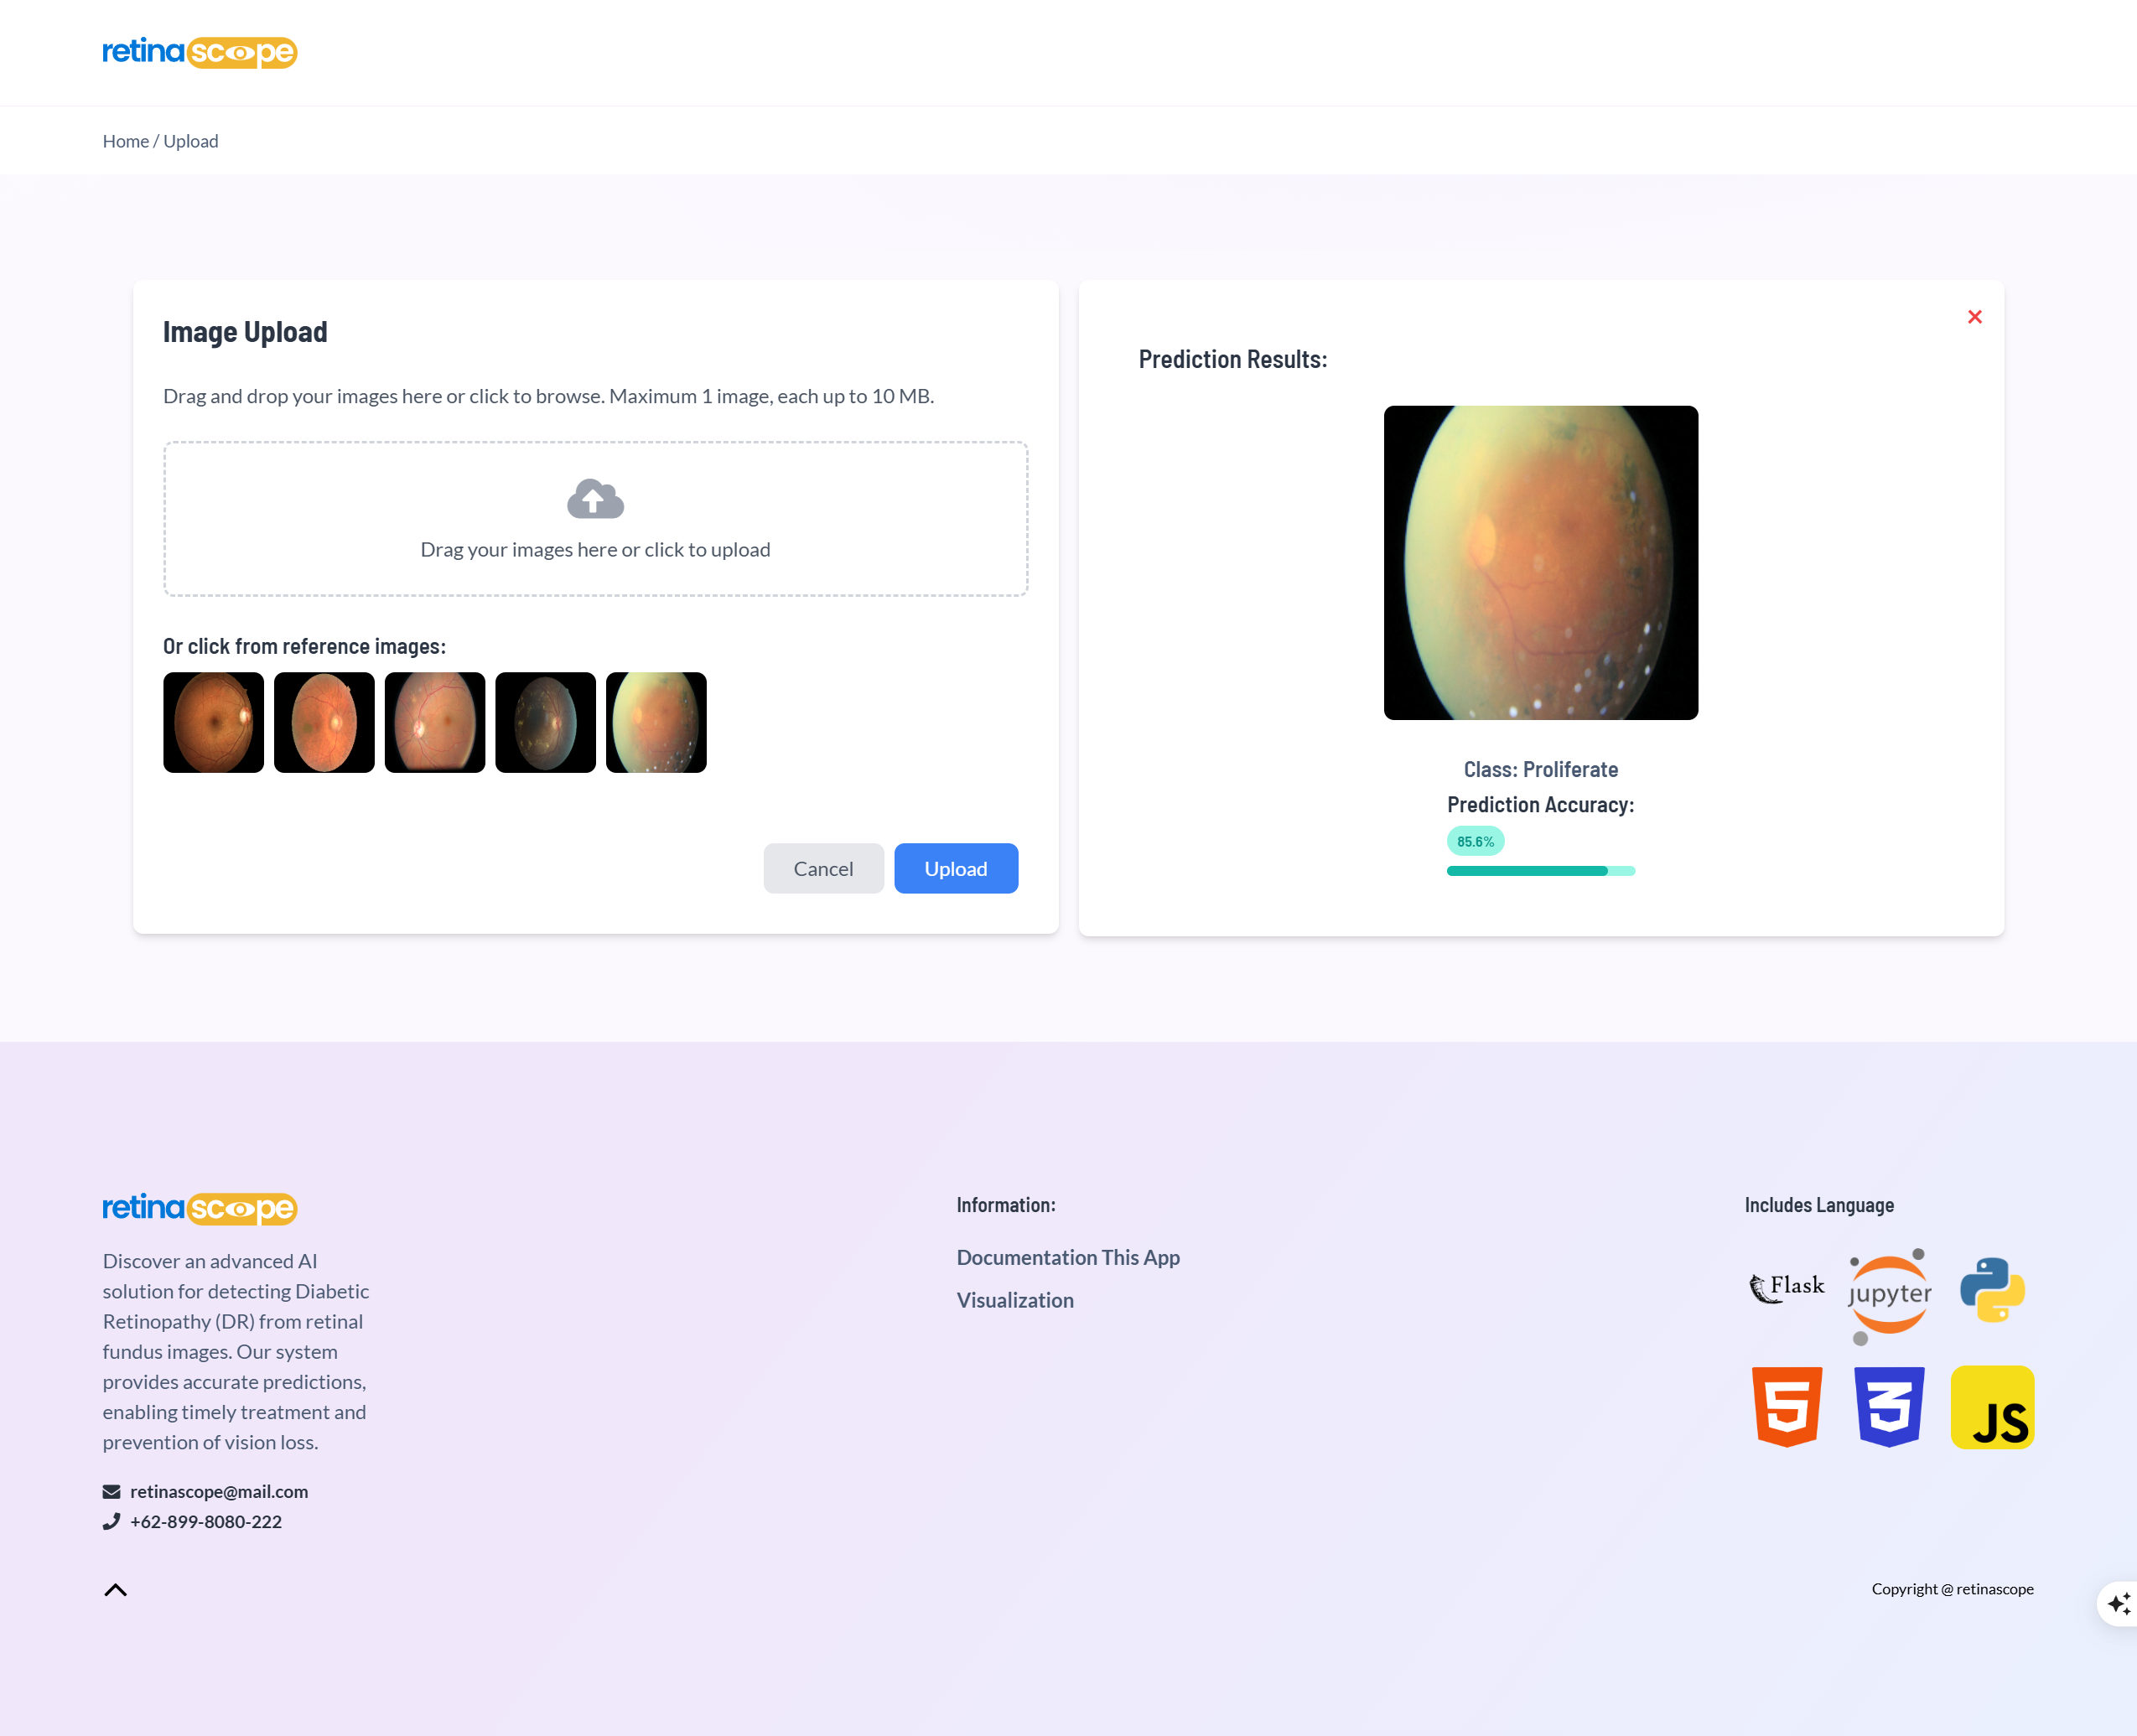 retinascope
Home / Upload
Image Upload
Drag and drop your images here or click to browse. Maximum 1 image, each up to 10 MB.
Drag your images here or click to upload
Or click from reference images:
Cancel
Upload
Prediction Results:
Class: Proliferate
Prediction Accuracy:
85.6%
retinascope
Discover an advanced AI
solution for detecting Diabetic
Retinopathy (DR) from retinal
fundus images. Our system
provides accurate predictions,
enabling timely treatment and
prevention of vision loss.
retinascope@mail.com
+62-899-8080-222
Information:
Documentation This App
Visualization
Includes Language
Flask
jupyter
5
3
JS
Copyright @ retinascope